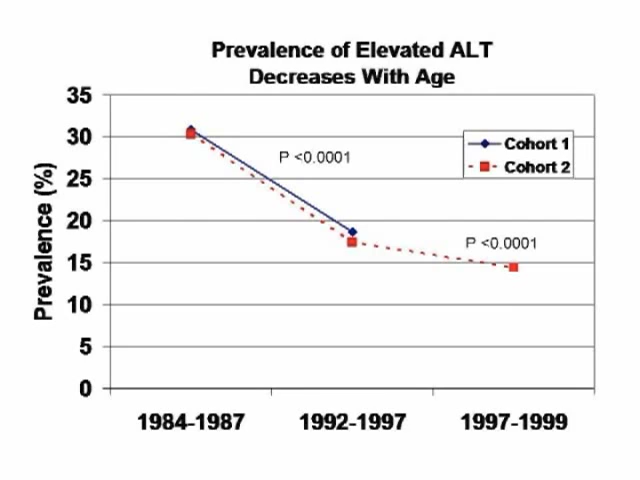 Prevalence of Elevated ALT
Decreases With Age
Prevalence (%)
35
30
25
20
15
10
5
0
P <0.0001
P <0.0001
Cohort 1
Cohort 2
1984-1987
1992-1997
1997-1999